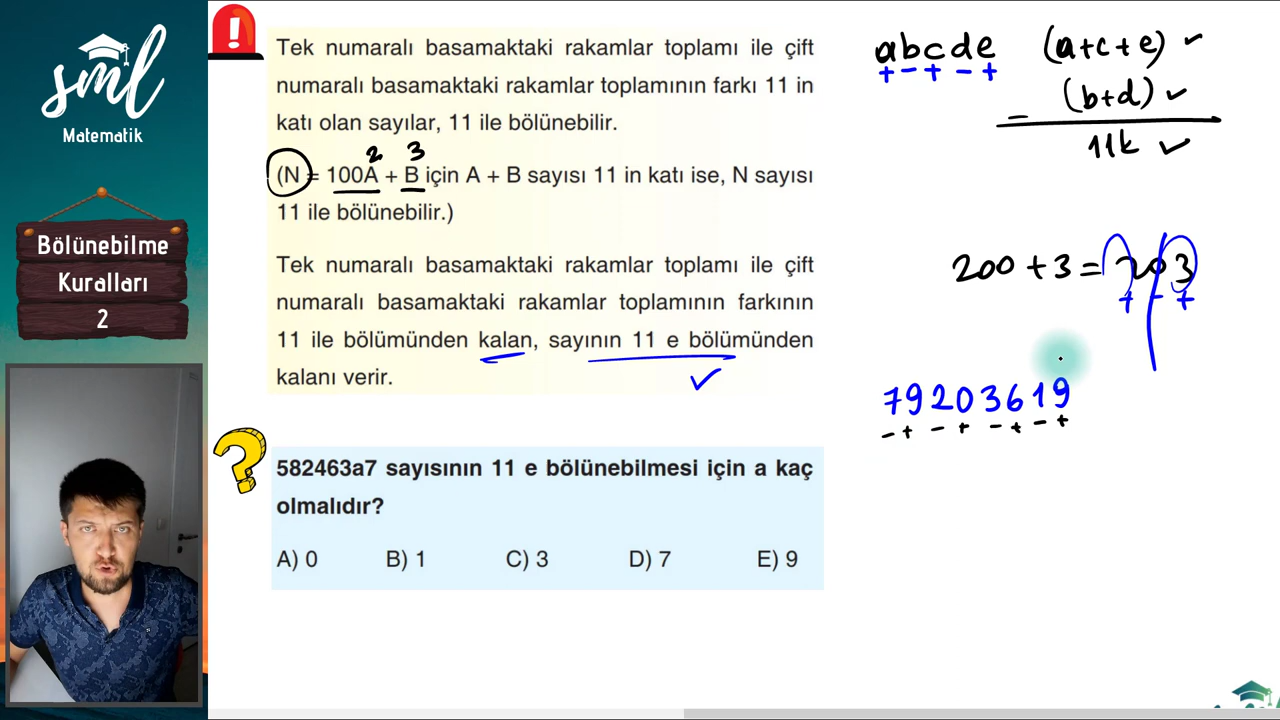 sml
Matematik
Bölünebilme
Kuralları
2
Tek numaralı basamaktaki rakamlar toplamı ile çift
numaralı basamaktaki rakamlar toplamının farkı 11 in
katı olan sayılar, 11 ile bölünebilir.
2 3
(N = 100A + B için A + B sayısı 11 in katı ise, N sayısı
11 ile bölünebilir.)
Tek numaralı basamaktaki rakamlar toplamı ile çift
numaralı basamaktaki rakamlar toplamının farkının
11 ile bölümünden kalan, sayının 11 e bölümünden
kalanı verir.
582463a7 sayısının 11 e bölünebilmesi için a kaç
olmalıdır?
A) 0 B) 1 C) 3 D) 7 E) 9
abcde (a+c+e)
+ - + - +
(b+d)
-
11k
200 + 3 = 203
+ - +
79203619
- + - + - + - +